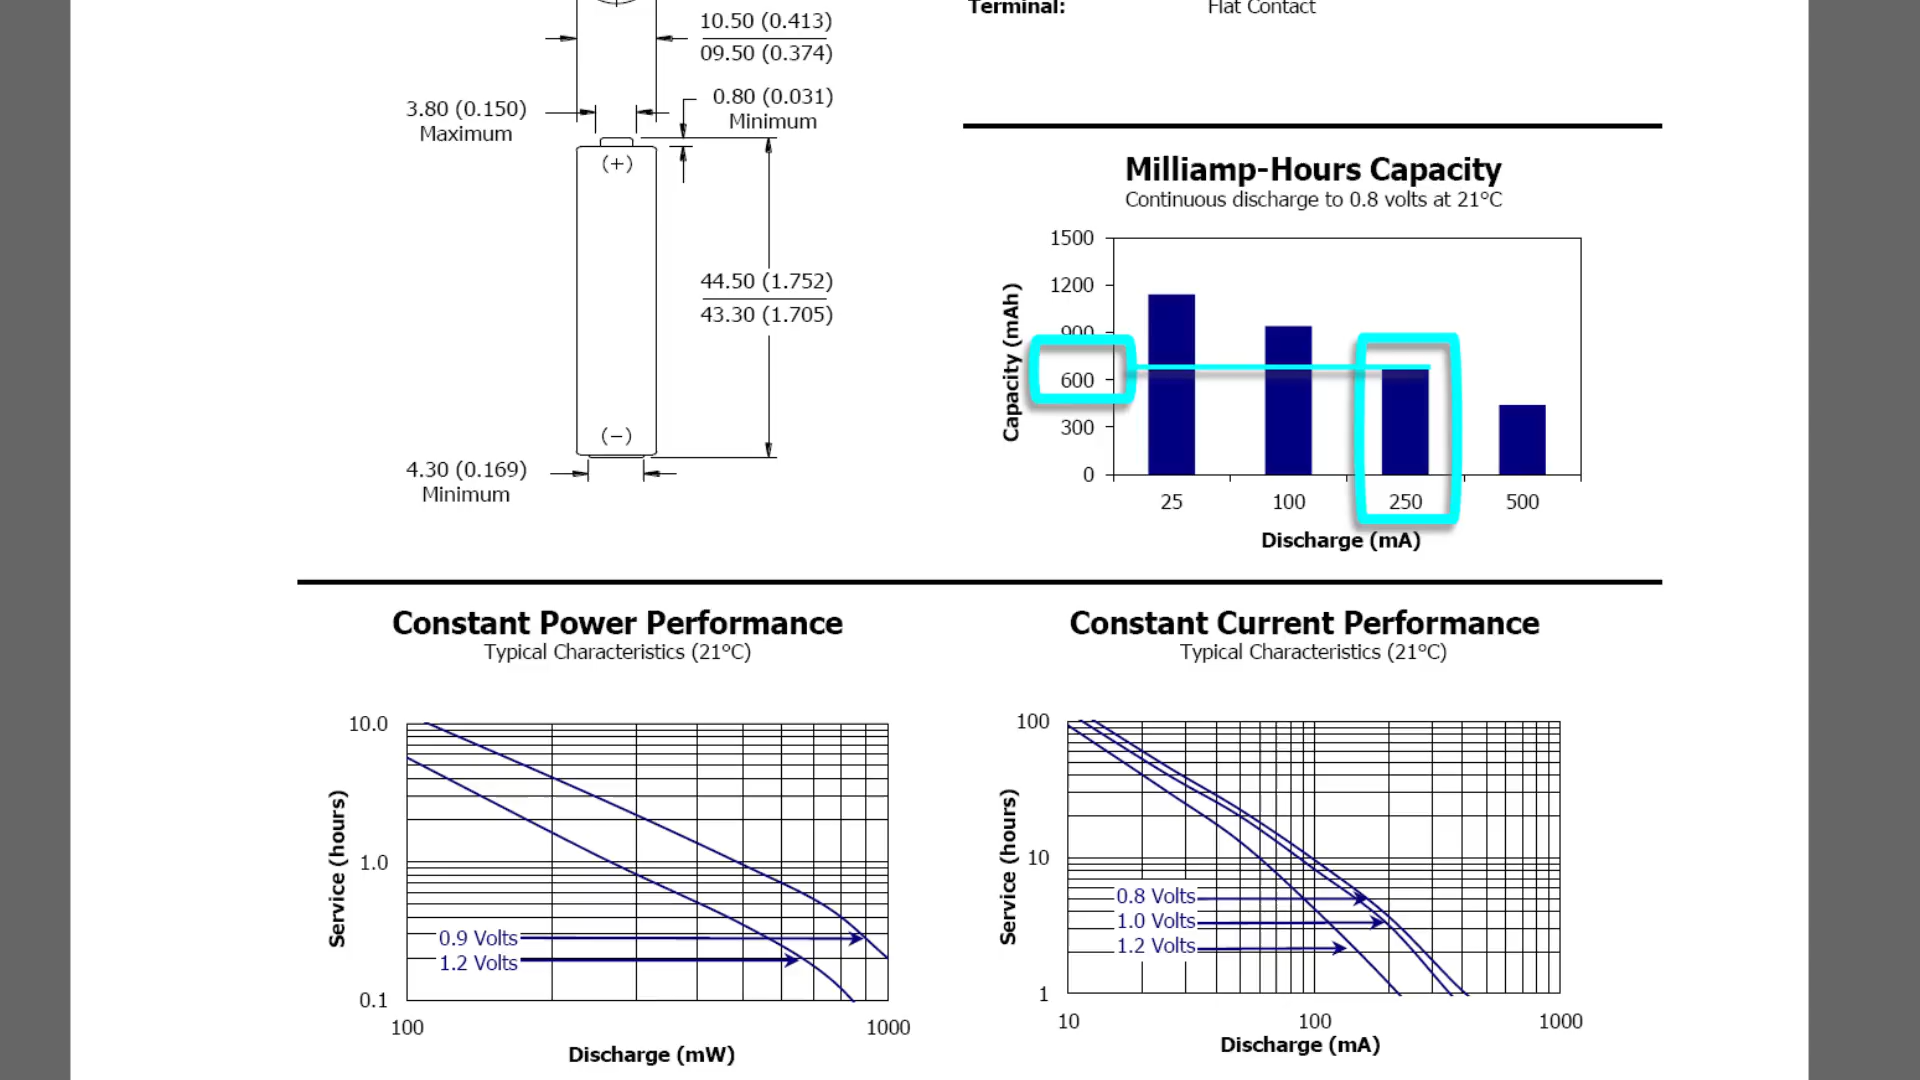 Terminal: Flat Contact
10.50 (0.413)
09.50 (0.374)
3.80 (0.150)
Maximum
0.80 (0.031)
Minimum
(+)
44.50 (1.752)
43.30 (1.705)
(−)
4.30 (0.169)
Minimum
Milliamp-Hours Capacity
Continuous discharge to 0.8 volts at 21°C
Capacity (mAh)
1500
1200
900
600
300
0
25 100 250 500
Discharge (mA)
Constant Power Performance
Typical Characteristics (21°C)
Service (hours)
10.0
1.0
0.9 Volts
1.2 Volts
0.1
100 1000
Discharge (mW)
Constant Current Performance
Typical Characteristics (21°C)
Service (hours)
100
10
0.8 Volts
1.0 Volts
1.2 Volts
1
10 100 1000
Discharge (mA)